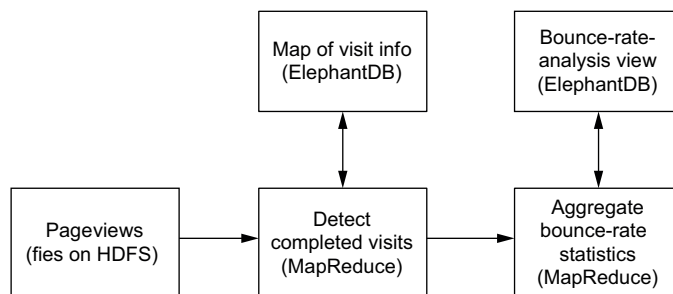 Map of visit info
(ElephantDB)
Bounce-rate-
analysis view
(ElephantDB)
Pageviews
(fies on HDFS)
Detect
completed visits
(MapReduce)
Aggregate
bounce-rate
statistics
(MapReduce)